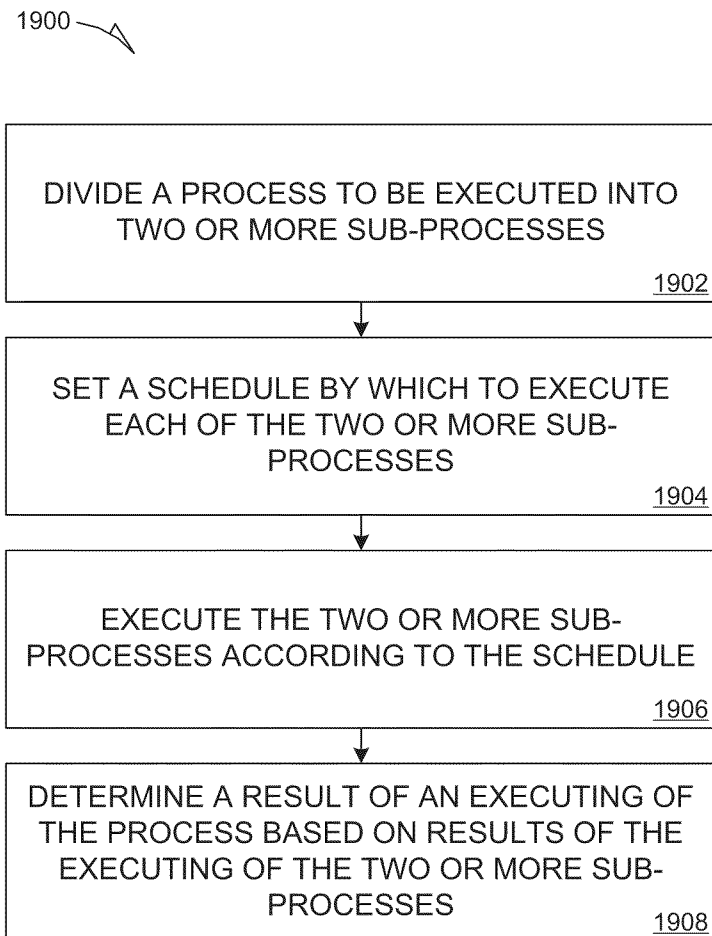 1900
DIVIDE A PROCESS TO BE EXECUTED INTO
TWO OR MORE SUB-PROCESSES
1902
SET A SCHEDULE BY WHICH TO EXECUTE
EACH OF THE TWO OR MORE SUB-
PROCESSES
1904
EXECUTE THE TWO OR MORE SUB-
PROCESSES ACCORDING TO THE SCHEDULE
1906
DETERMINE A RESULT OF AN EXECUTING OF
THE PROCESS BASED ON RESULTS OF THE
EXECUTING OF THE TWO OR MORE SUB-
PROCESSES
1908